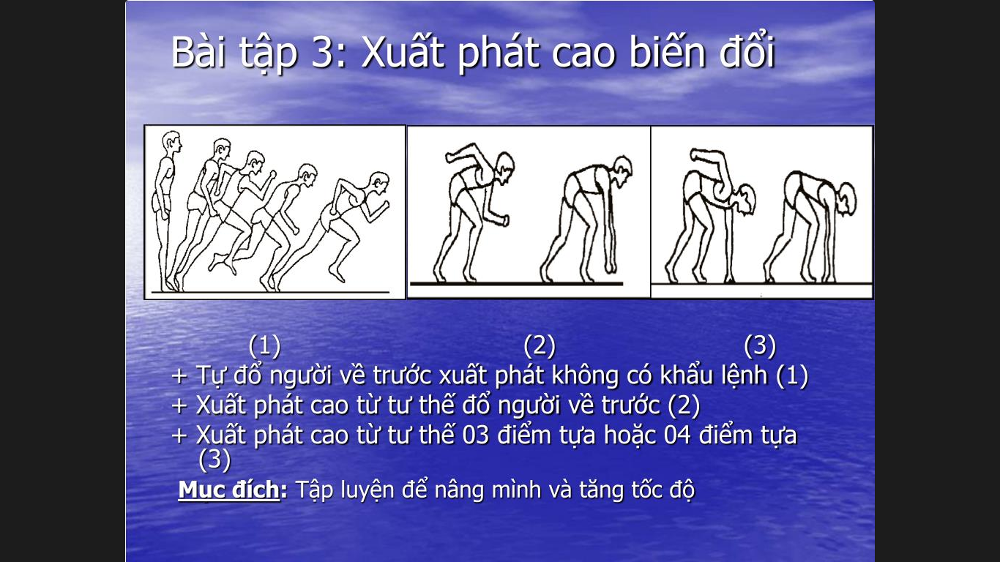 Bài tập 3: Xuất phát cao biến đổi
(1) (2) (3)
+ Tự đổ người về trước xuất phát không có khẩu lệnh (1)
+ Xuất phát cao từ tư thế đổ người về trước (2)
+ Xuất phát cao từ tư thế 03 điểm tựa hoặc 04 điểm tựa
(3)
Mục đích: Tập luyện để nâng mình và tăng tốc độ